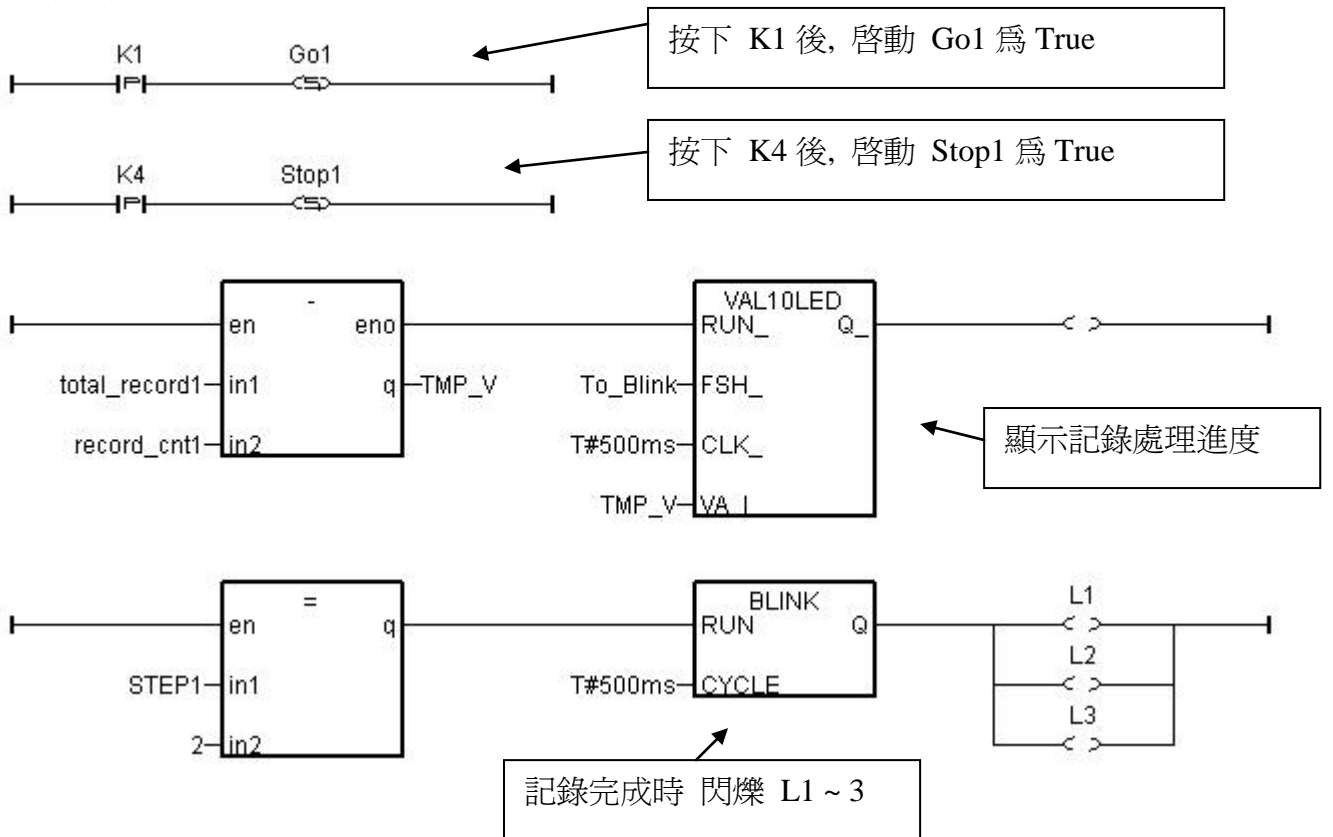 K1 Go1
P S
按下 K1 後, 啓動 Go1 爲 True
K4 Stop1
P S
按下 K4 後, 啓動 Stop1 爲 True
- VAL10LED
en eno RUN_ Q_
total_record1 in1 q TMP_V To_Blink FSH_
record_cnt1 in2 T#500ms CLK_
顯示記錄處理進度
TMP_V VA_I
= BLINK L1
en q RUN Q
L2
STEP1 in1 T#500ms CYCLE
L3
2 in2
記錄完成時 閃爍 L1 ~ 3